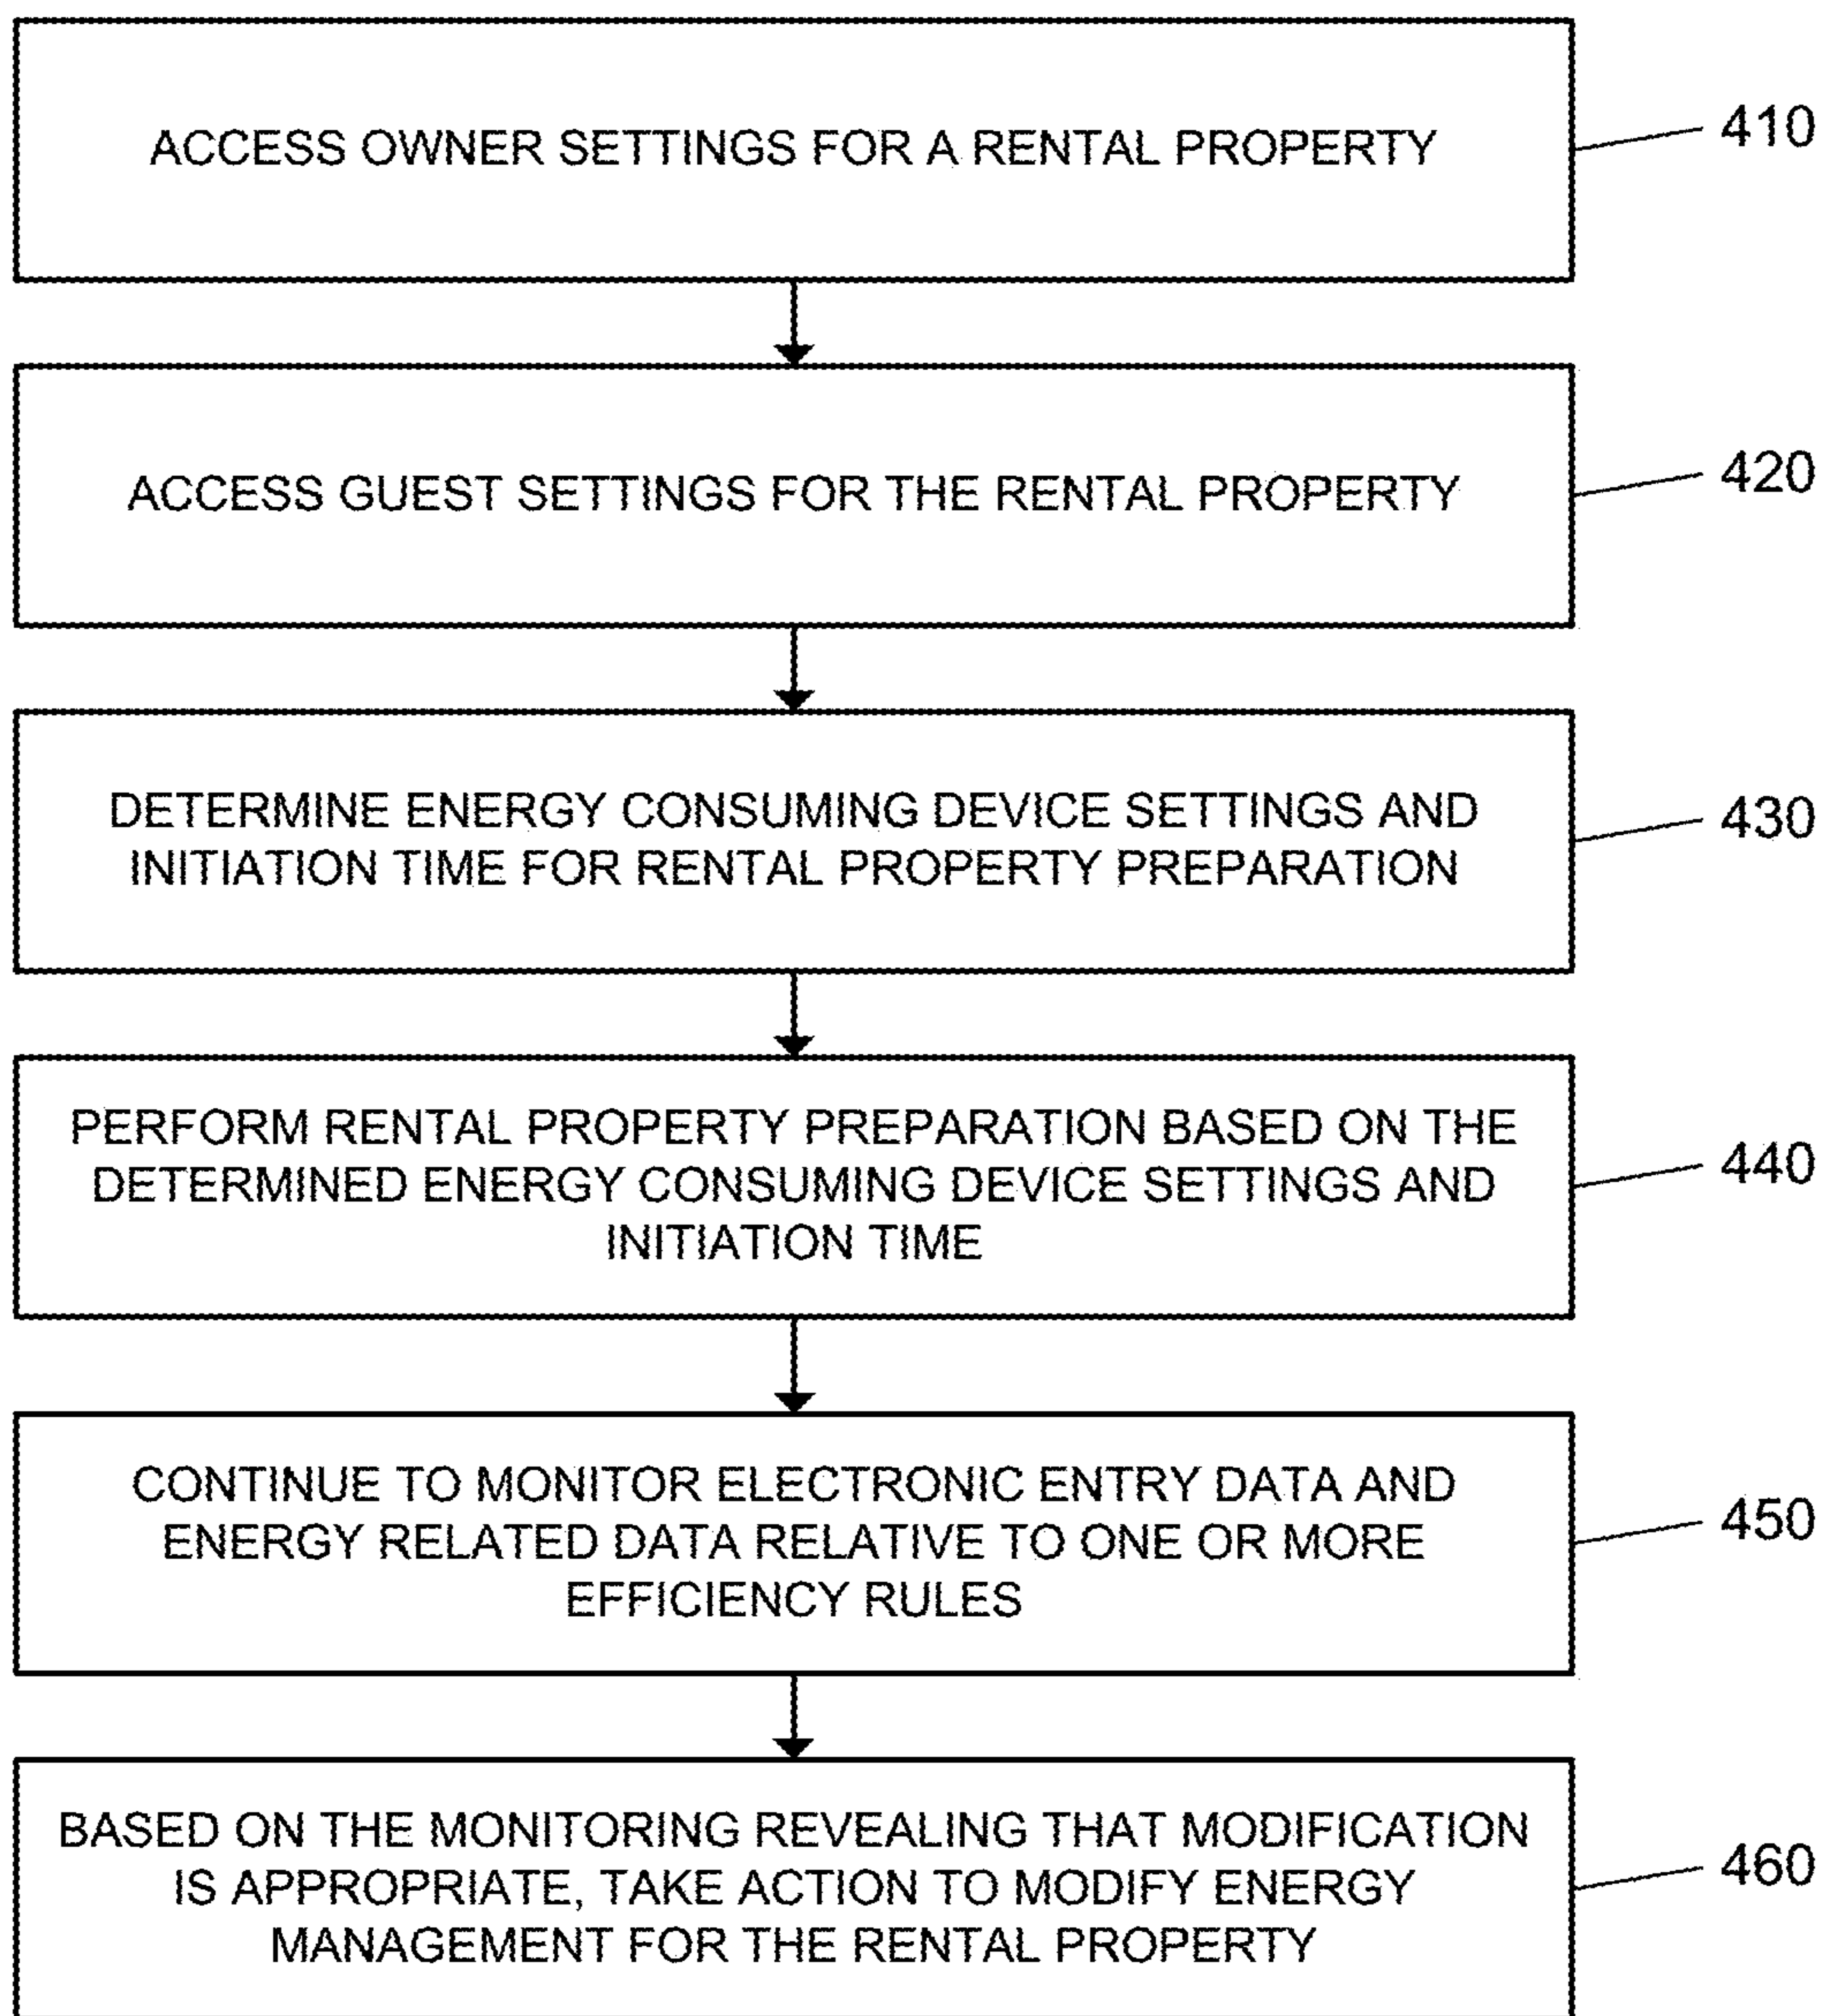 ACCESS OWNER SETTINGS FOR A RENTAL PROPERTY
410
ACCESS GUEST SETTINGS FOR THE RENTAL PROPERTY
420
DETERMINE ENERGY CONSUMING DEVICE SETTINGS AND
INITIATION TIME FOR RENTAL PROPERTY PREPARATION
430
PERFORM RENTAL PROPERTY PREPARATION BASED ON THE
DETERMINED ENERGY CONSUMING DEVICE SETTINGS AND
INITIATION TIME
440
CONTINUE TO MONITOR ELECTRONIC ENTRY DATA AND
ENERGY RELATED DATA RELATIVE TO ONE OR MORE
EFFICIENCY RULES
450
BASED ON THE MONITORING REVEALING THAT MODIFICATION
IS APPROPRIATE, TAKE ACTION TO MODIFY ENERGY
MANAGEMENT FOR THE RENTAL PROPERTY
460